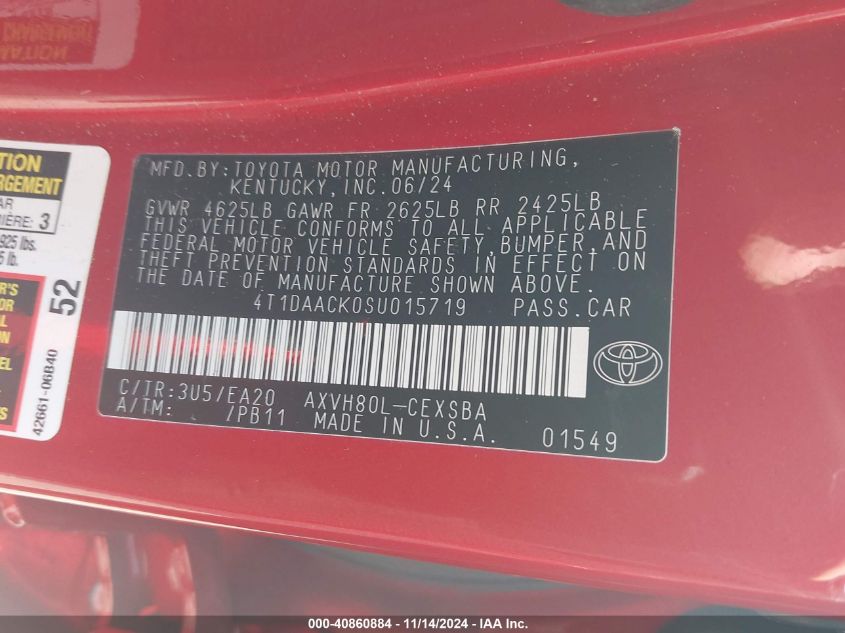 MFD.BY:TOYOTA MOTOR MANUFACTURING,
KENTUCKY,INC.06/24
GVWR 4625LB GAWR FR 2625LB RR 2425LB
THIS VEHICLE CONFORMS TO ALL APPLICABLE
FEDERAL MOTOR VEHICLE SAFETY,BUMPER,AND
THEFT PREVENTION STANDARDS IN EFFECT ON
THE DATE OF MANUFACTURE SHOWN ABOVE.
4T1DAACK0SU015719 PASS.CAR
C/TR:3U5/EA20 AXVH80L-CEXSBA
A/TM: /PB11 MADE IN U.S.A. 01549
3
925 lbs.
52
42661-06B40
000-40860884 - 11/14/2024 - IAA Inc.